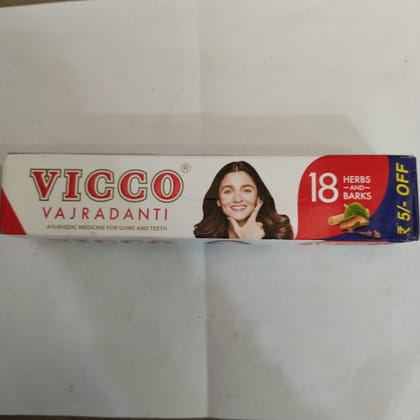 VICCO®
VAJRADANTI
AYURVEDIC MEDICINE FOR GUMS AND TEETH
18 HERBS
AND
BARKS
₹ 5/- OFF